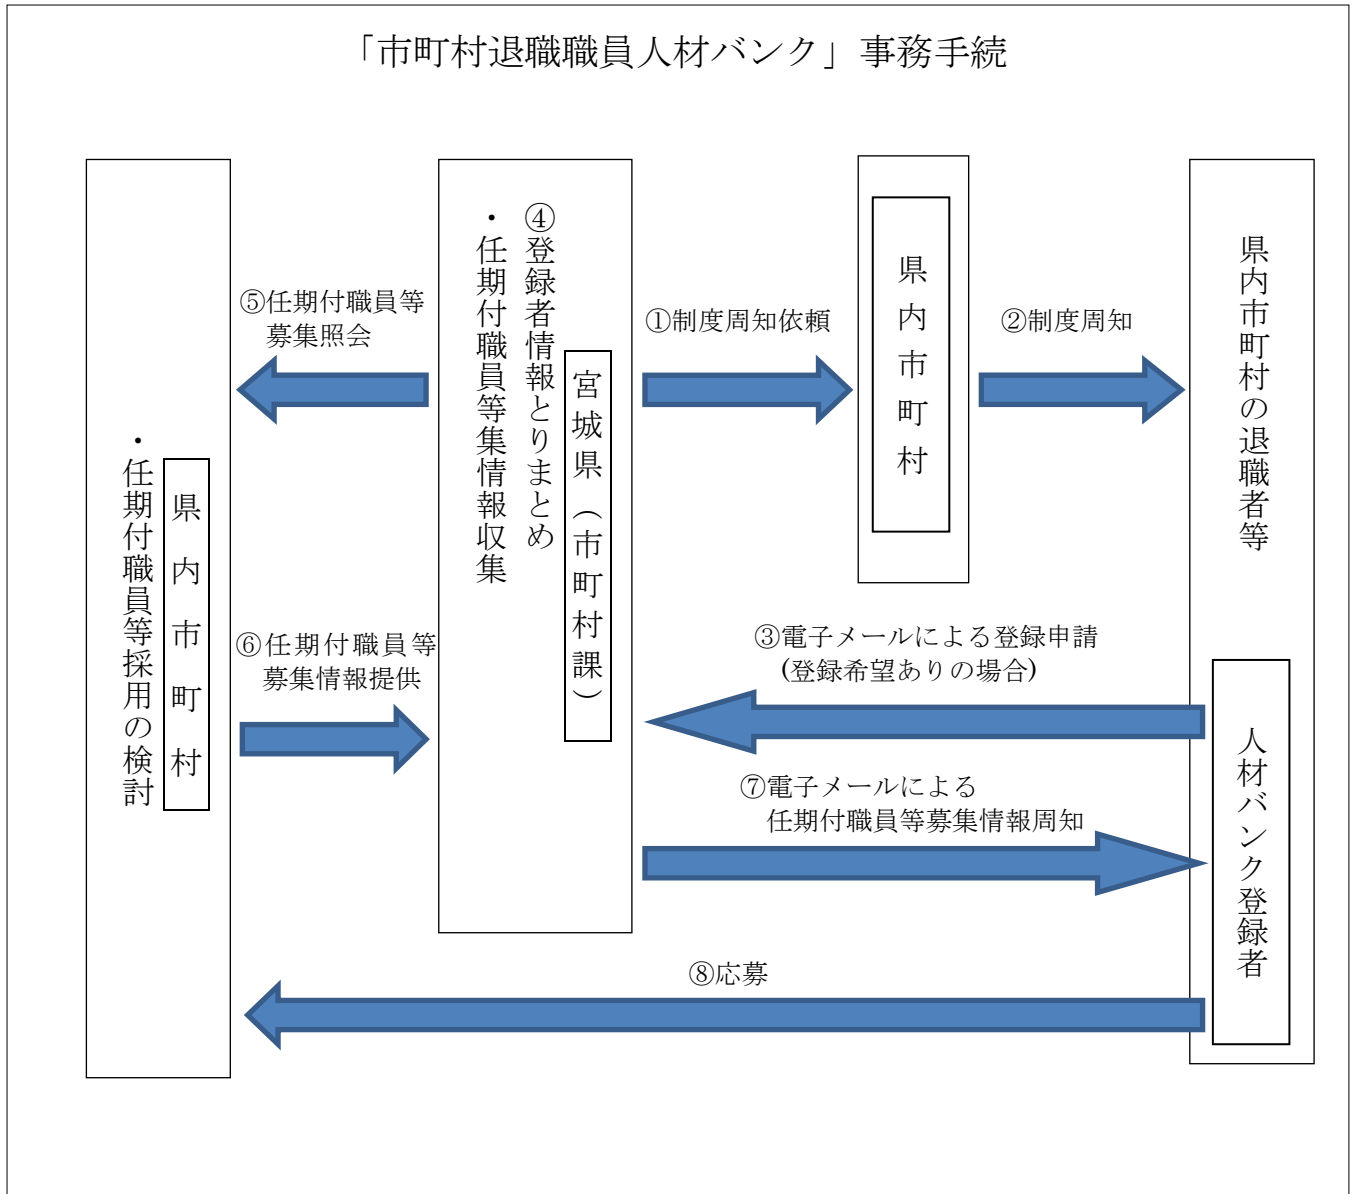 「市町村退職職員人材バンク」事務手続
県内市町村
・任期付職員等採用の検討
⑤任期付職員等
募集照会
⑥任期付職員等
募集情報提供
宮城県（市町村課）
④登録者情報とりまとめ
・任期付職員等集情報収集
①制度周知依頼
県内市町村
②制度周知
県内市町村の退職者等
③電子メールによる登録申請
(登録希望ありの場合)
⑦電子メールによる
任期付職員等募集情報周知
人材バンク登録者
⑧応募